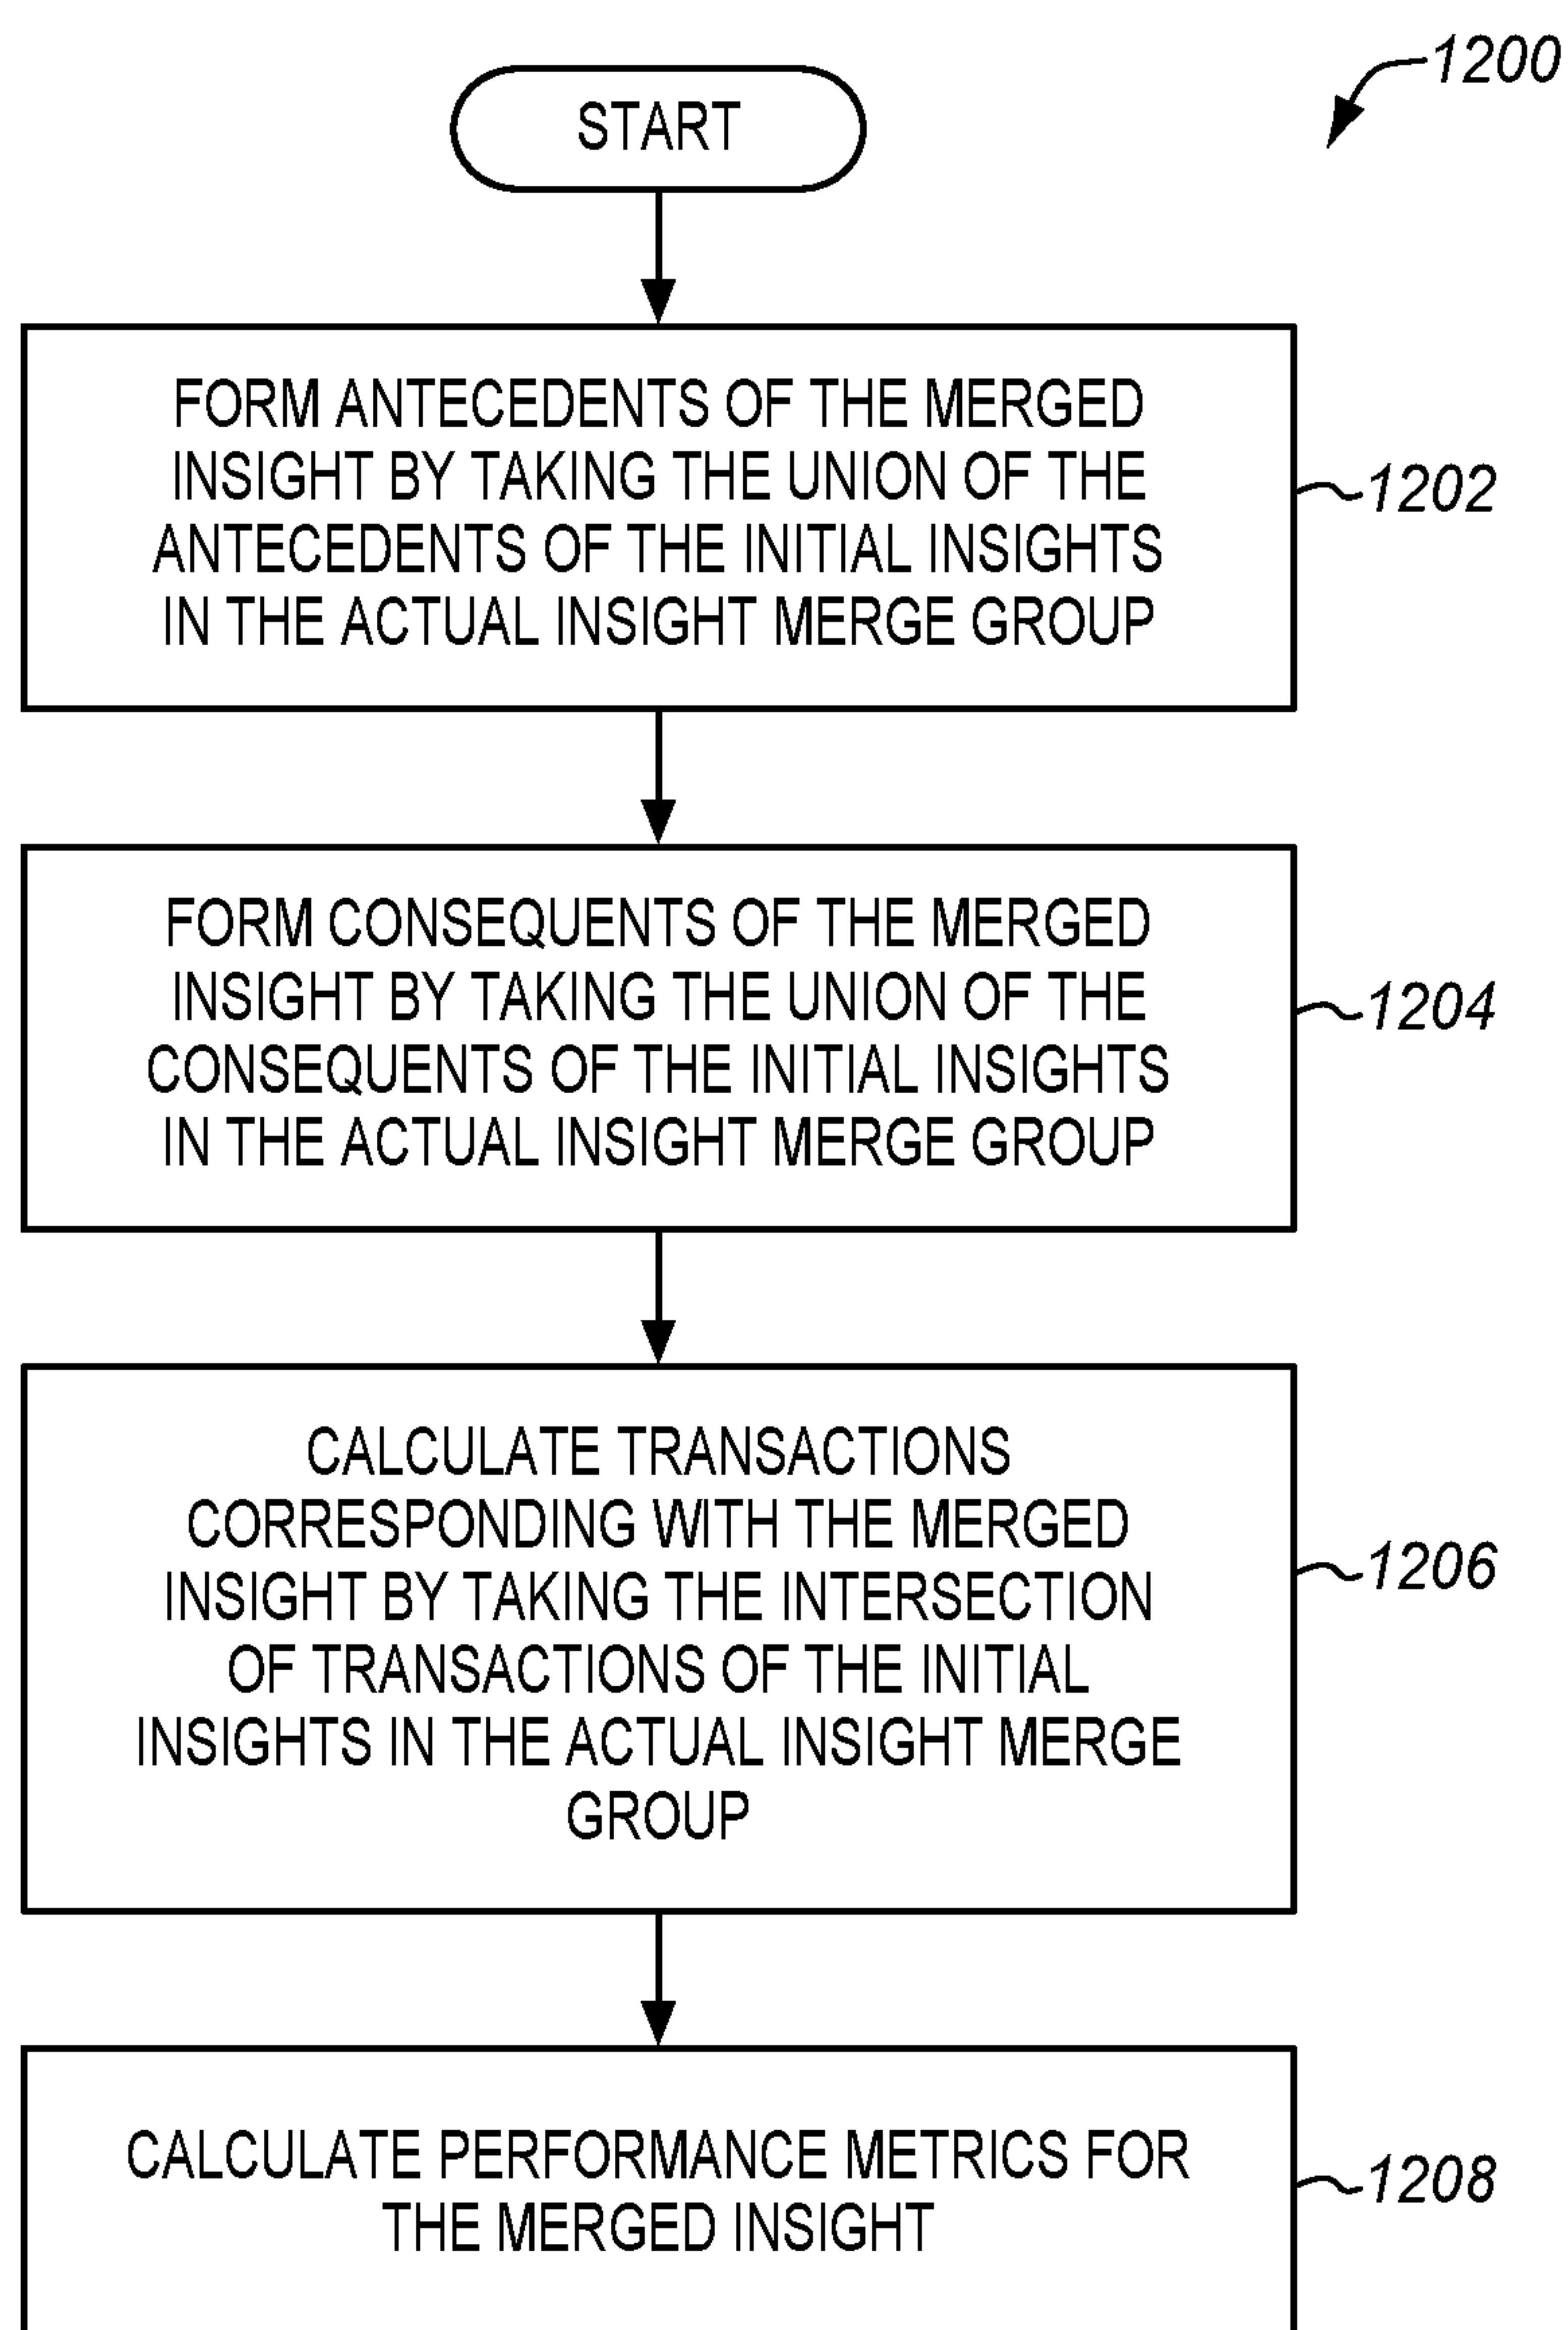 1200
START
FORM ANTECEDENTS OF THE MERGED
INSIGHT BY TAKING THE UNION OF THE
ANTECEDENTS OF THE INITIAL INSIGHTS
IN THE ACTUAL INSIGHT MERGE GROUP
1202
FORM CONSEQUENTS OF THE MERGED
INSIGHT BY TAKING THE UNION OF THE
CONSEQUENTS OF THE INITIAL INSIGHTS
IN THE ACTUAL INSIGHT MERGE GROUP
1204
CALCULATE TRANSACTIONS
CORRESPONDING WITH THE MERGED
INSIGHT BY TAKING THE INTERSECTION
OF TRANSACTIONS OF THE INITIAL
INSIGHTS IN THE ACTUAL INSIGHT MERGE
GROUP
1206
CALCULATE PERFORMANCE METRICS FOR
THE MERGED INSIGHT
1208